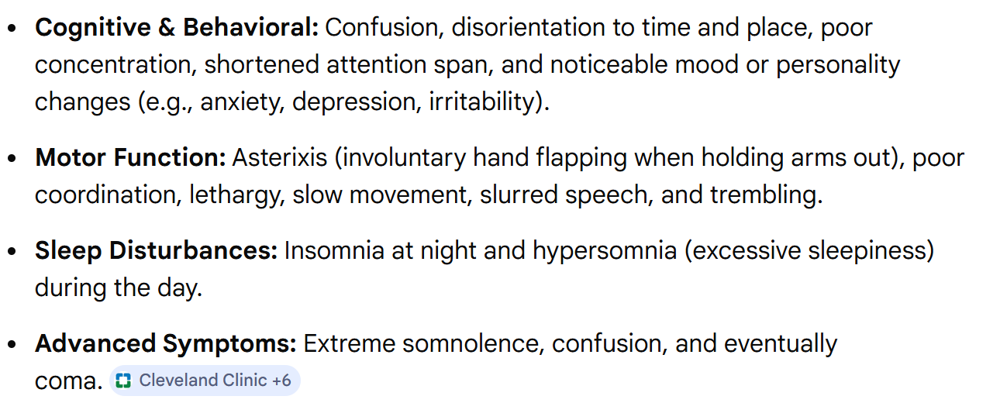 • Cognitive & Behavioral: Confusion, disorientation to time and place, poor
concentration, shortened attention span, and noticeable mood or personality
changes (e.g., anxiety, depression, irritability).
• Motor Function: Asterixis (involuntary hand flapping when holding arms out), poor
coordination, lethargy, slow movement, slurred speech, and trembling.
• Sleep Disturbances: Insomnia at night and hypersomnia (excessive sleepiness)
during the day.
• Advanced Symptoms: Extreme somnolence, confusion, and eventually
coma. Cleveland Clinic +6